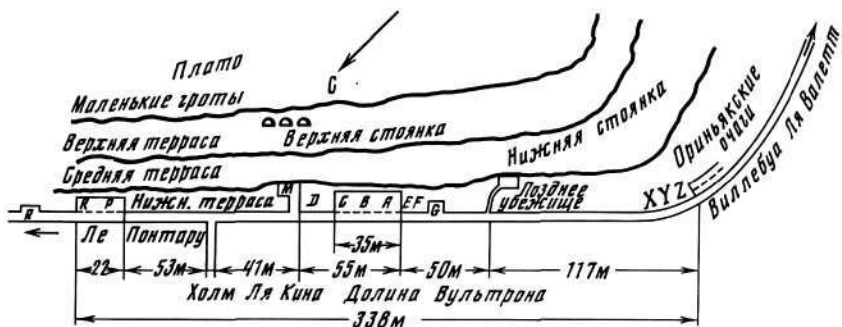 Плато
С
Маленькие гроты
Верхняя терраса
Верхняя стоянка
Средняя терраса
Нижняя стоянка
Ориньякские очаги
Виллебуа Ля Валетт
М
Нижн. терраса
R P
D
C B A
EF
G
Позднее убежище
XYZ
R
Ле Понтару
35м
22
53м
41м
55м
50м
117м
Холм Ля Кина Долина Вультрона
338м